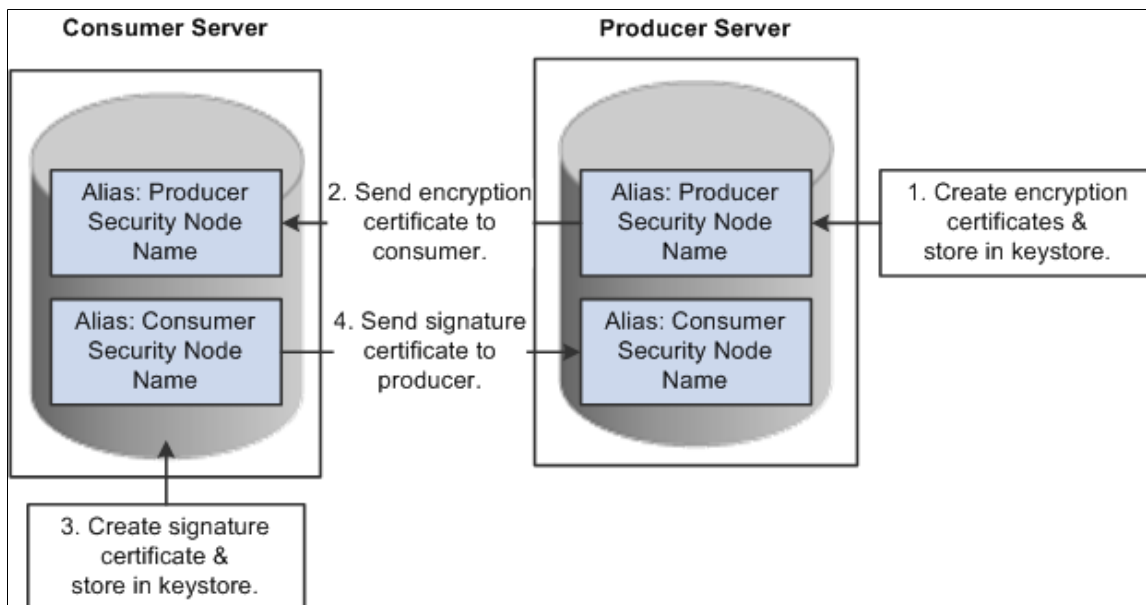 Consumer Server
Producer Server
Alias: Producer
Security Node
Name
2. Send encryption
certificate to
consumer.
Alias: Producer
Security Node
Name
1. Create encryption
certificates &
store in keystore.
Alias: Consumer
Security Node
Name
4. Send signature
certificate to
producer.
Alias: Consumer
Security Node
Name
3. Create signature
certificate &
store in keystore.